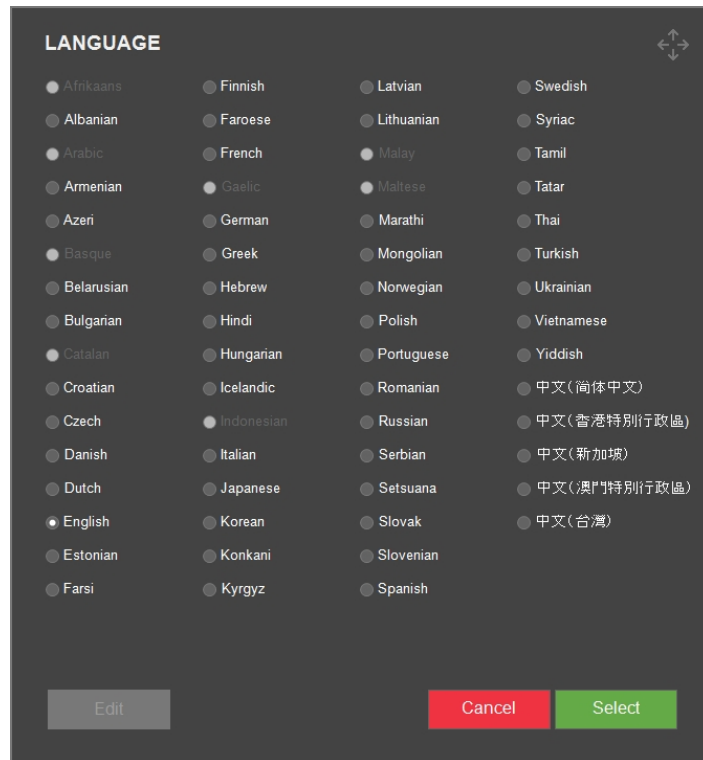 LANGUAGE
Afrikaans
Albanian
Arabic
Armenian
Azeri
Basque
Belarusian
Bulgarian
Catalan
Croatian
Czech
Danish
Dutch
English
Estonian
Farsi
Finnish
Faroese
French
Gaelic
German
Greek
Hebrew
Hindi
Hungarian
Icelandic
Indonesian
Italian
Japanese
Korean
Konkani
Kyrgyz
Latvian
Lithuanian
Malay
Maltese
Marathi
Mongolian
Norwegian
Polish
Portuguese
Romanian
Russian
Serbian
Setsuana
Slovak
Slovenian
Spanish
Swedish
Syriac
Tamil
Tatar
Thai
Turkish
Ukrainian
Vietnamese
Yiddish
中文(简体中文)
中文(香港特別行政區)
中文(新加坡)
中文(澳門特別行政區)
中文(台灣)
Edit
Cancel
Select